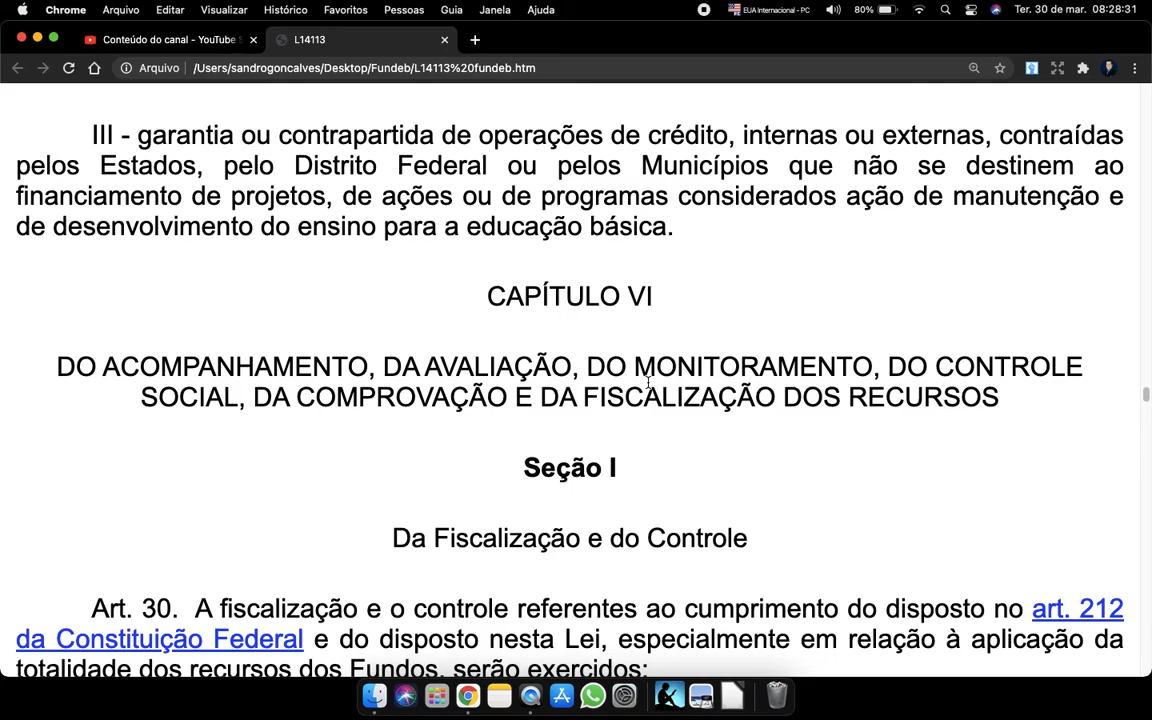 Chrome Arquivo Editar Visualizar Histórico Favoritos Pessoas Guia Janela Ajuda EUA Internacional - PC 80% Ter. 30 de mar. 08:28:31
Conteúdo do canal - YouTube L14113
Arquivo /Users/sandrogoncalves/Desktop/Fundeb/L14113%20fundeb.htm
III - garantia ou contrapartida de operações de crédito, internas ou externas, contraídas
pelos Estados, pelo Distrito Federal ou pelos Municípios que não se destinem ao
financiamento de projetos, de ações ou de programas considerados ação de manutenção e
de desenvolvimento do ensino para a educação básica.
CAPÍTULO VI
DO ACOMPANHAMENTO, DA AVALIAÇÃO, DO MONITORAMENTO, DO CONTROLE
SOCIAL, DA COMPROVAÇÃO E DA FISCALIZAÇÃO DOS RECURSOS
Seção I
Da Fiscalização e do Controle
Art. 30. A fiscalização e o controle referentes ao cumprimento do disposto no art. 212
da Constituição Federal e do disposto nesta Lei, especialmente em relação à aplicação da
totalidade dos recursos dos Fundos, serão exercidos: